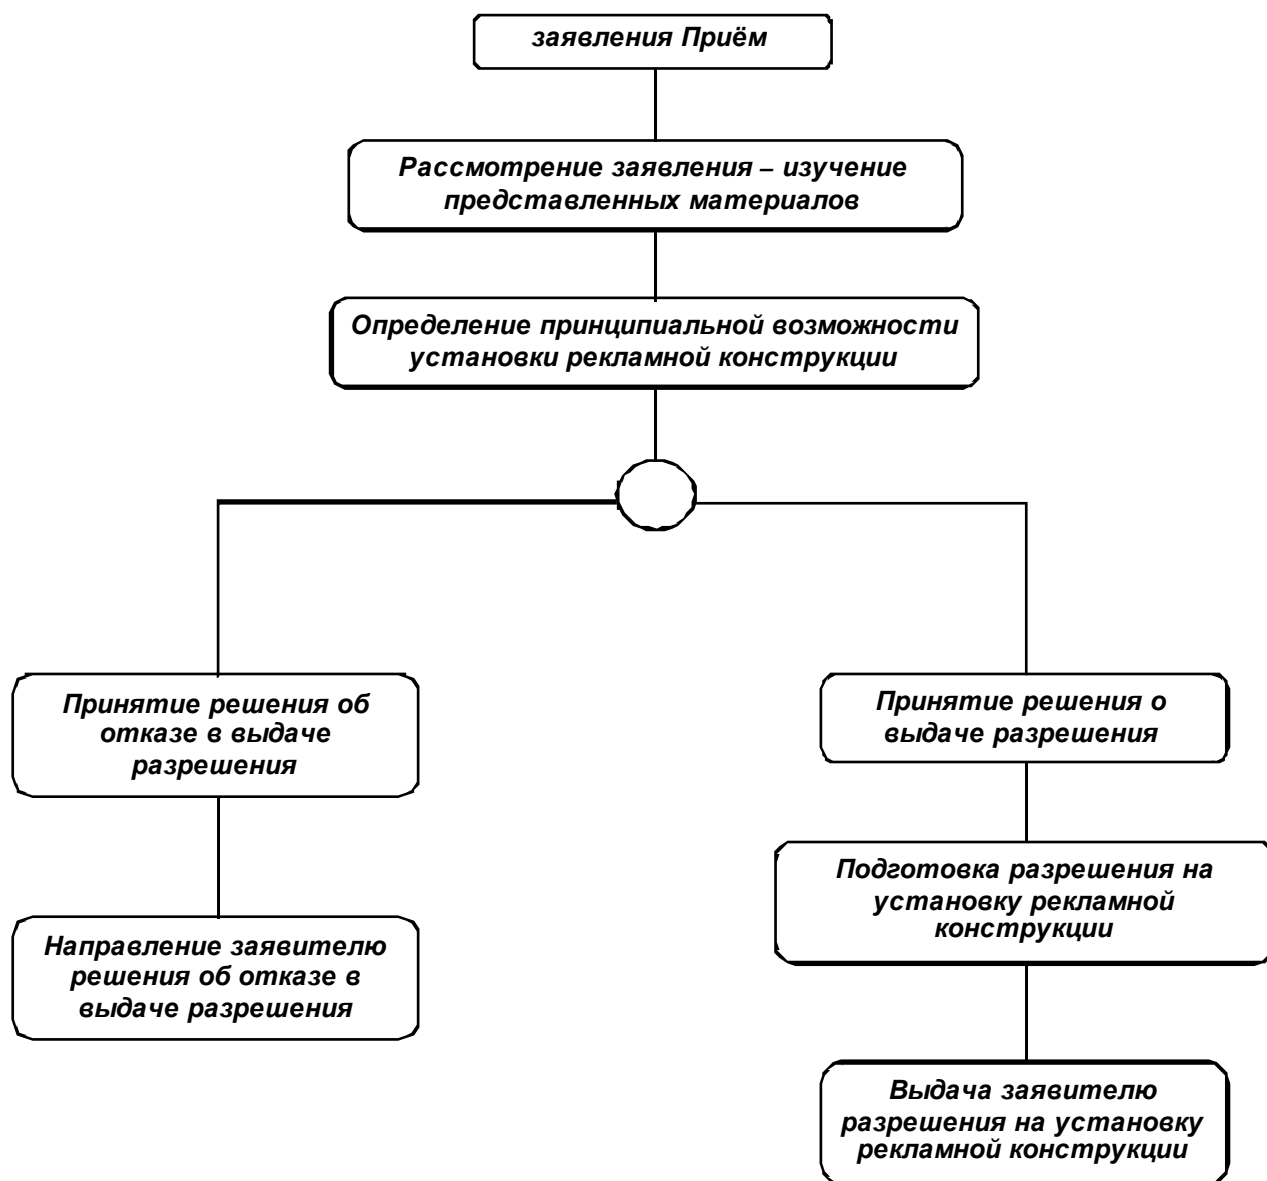 заявления Приём
Рассмотрение заявления – изучение
представленных материалов
Определение принципиальной возможности
установки рекламной конструкции
Принятие решения об
отказе в выдаче
разрешения
Принятие решения о
выдаче разрешения
Направление заявителю
решения об отказе в
выдаче разрешения
Подготовка разрешения на
установку рекламной
конструкции
Выдача заявителю
разрешения на установку
рекламной конструкции